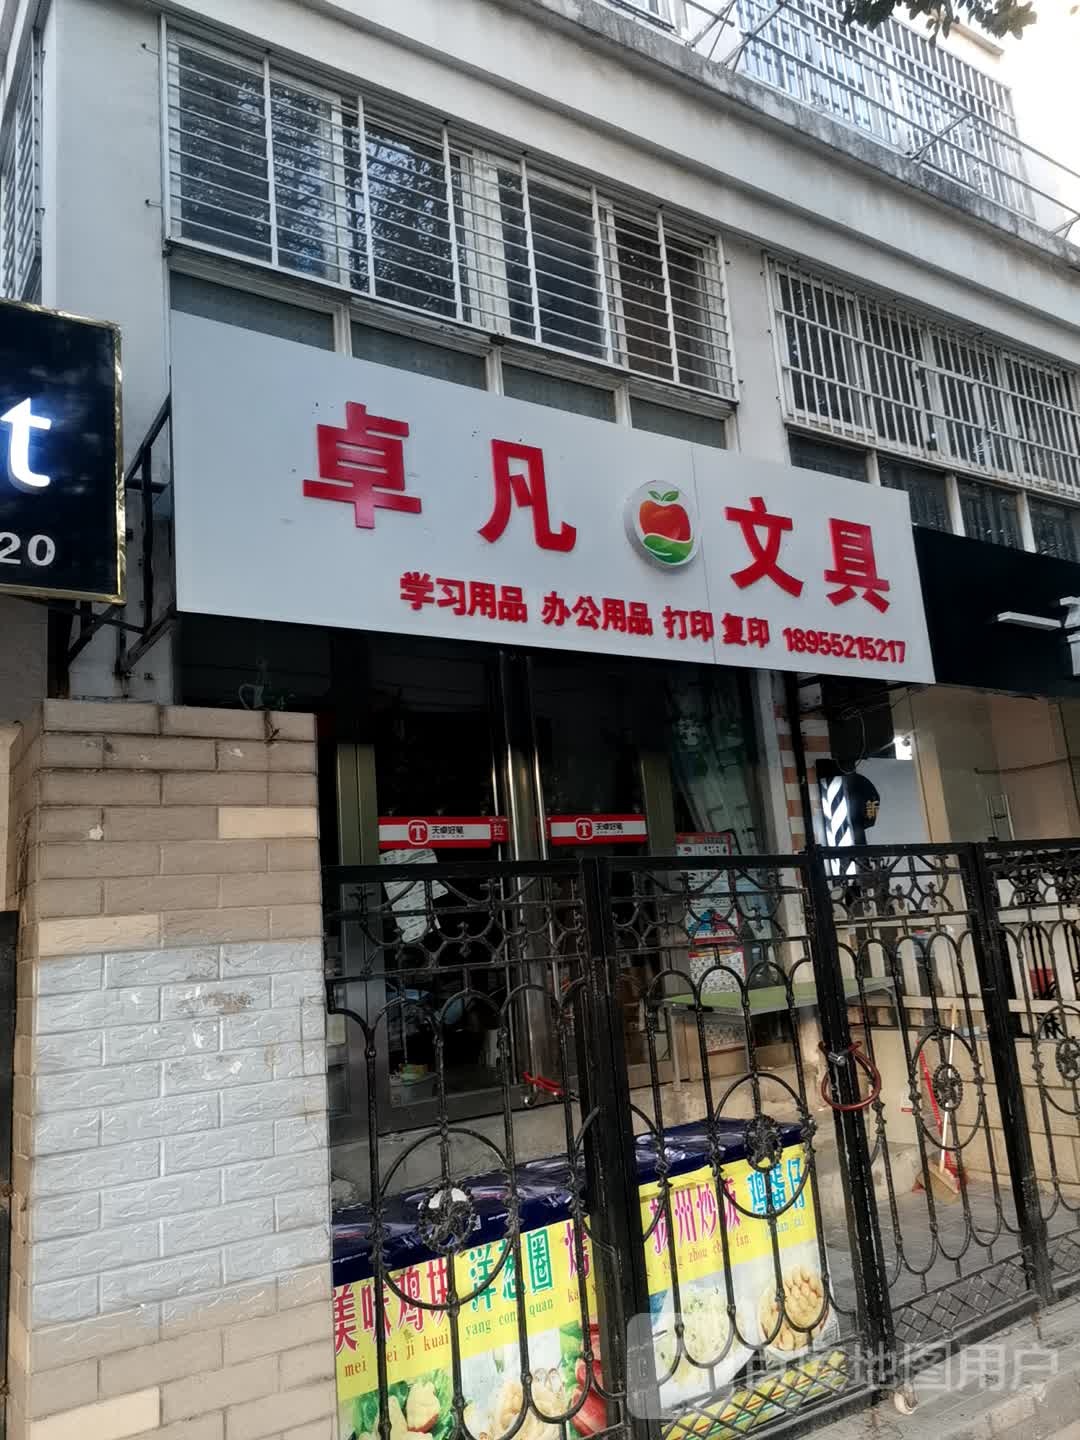 t
20
卓凡 文具
学习用品 办公用品 打印 复印 18955215217
T 天卓好笔 拉
T 天卓好笔
新
美味鸡块 洋葱圈 扬州炒饭 鸡蛋仔
mei wei ji kuai yang cong quan yang zhou chao fan
百度地图用户